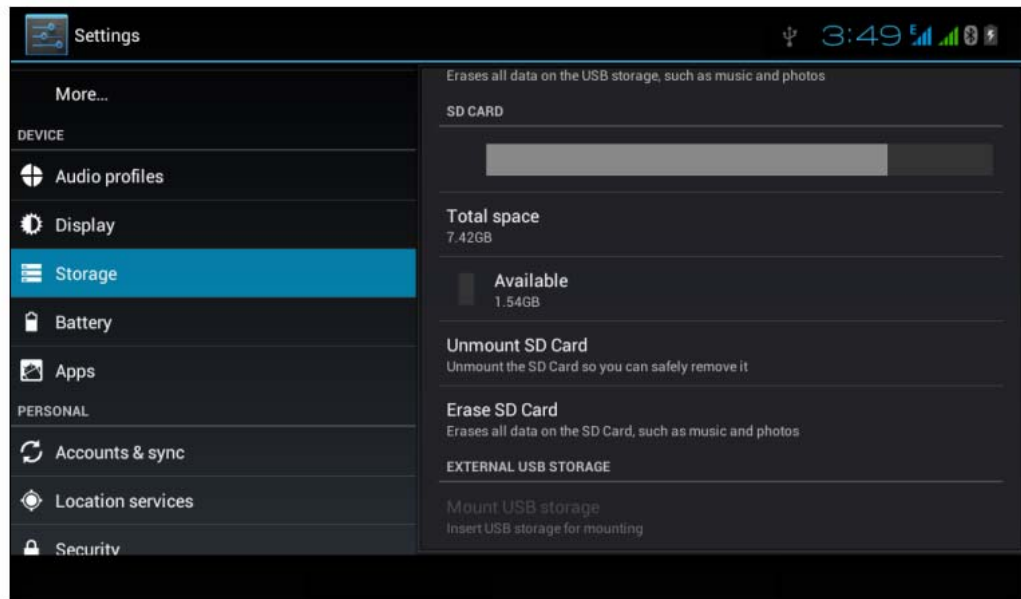 Settings
3:49
E
More...
DEVICE
Audio profiles
Display
Storage
Battery
Apps
PERSONAL
Accounts & sync
Location services
Security
Erases all data on the USB storage, such as music and photos
SD CARD
Total space
7.42GB
Available
1.54GB
Unmount SD Card
Unmount the SD Card so you can safely remove it
Erase SD Card
Erases all data on the SD Card, such as music and photos
EXTERNAL USB STORAGE
Mount USB storage
Insert USB storage for mounting